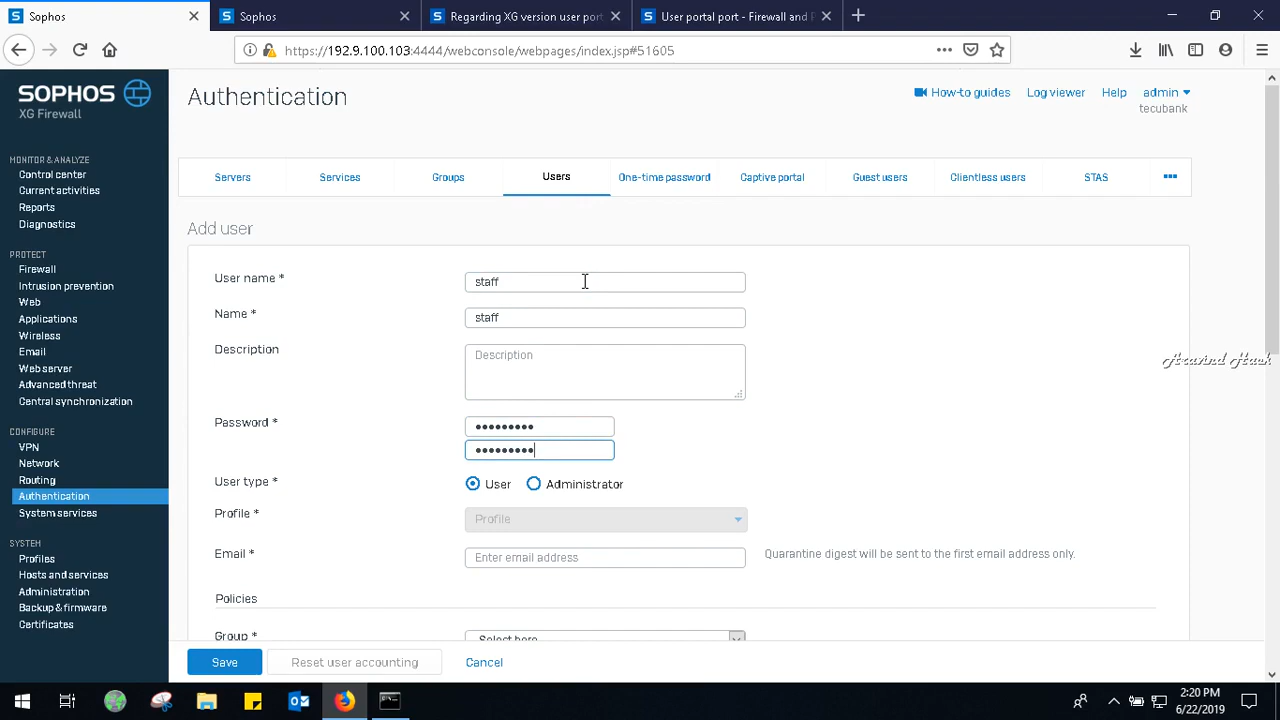 Sophos
Sophos
Regarding XG version user port
User portal port - Firewall and P
https://192.9.100.103:4444/webconsole/webpages/index.jsp#51605
SOPHOS
XG Firewall
Authentication
How-to guides
Log viewer
Help
admin
tecubank
MONITOR & ANALYZE
Control center
Current activities
Reports
Diagnostics
PROTECT
Firewall
Intrusion prevention
Web
Applications
Wireless
Email
Web server
Advanced threat
Central synchronization
CONFIGURE
VPN
Network
Routing
Authentication
System services
SYSTEM
Profiles
Hosts and services
Administration
Backup & firmware
Certificates
Servers
Services
Groups
Users
One-time password
Captive portal
Guest users
Clientless users
STAS
Add user
User name *
staff
Name *
staff
Description
Description
Password *
User type *
User
Administrator
Profile *
Profile
Email *
Enter email address
Quarantine digest will be sent to the first email address only.
Policies
Group *
Select here
Save
Reset user accounting
Cancel
Aravind Hack
2:20 PM
6/22/2019